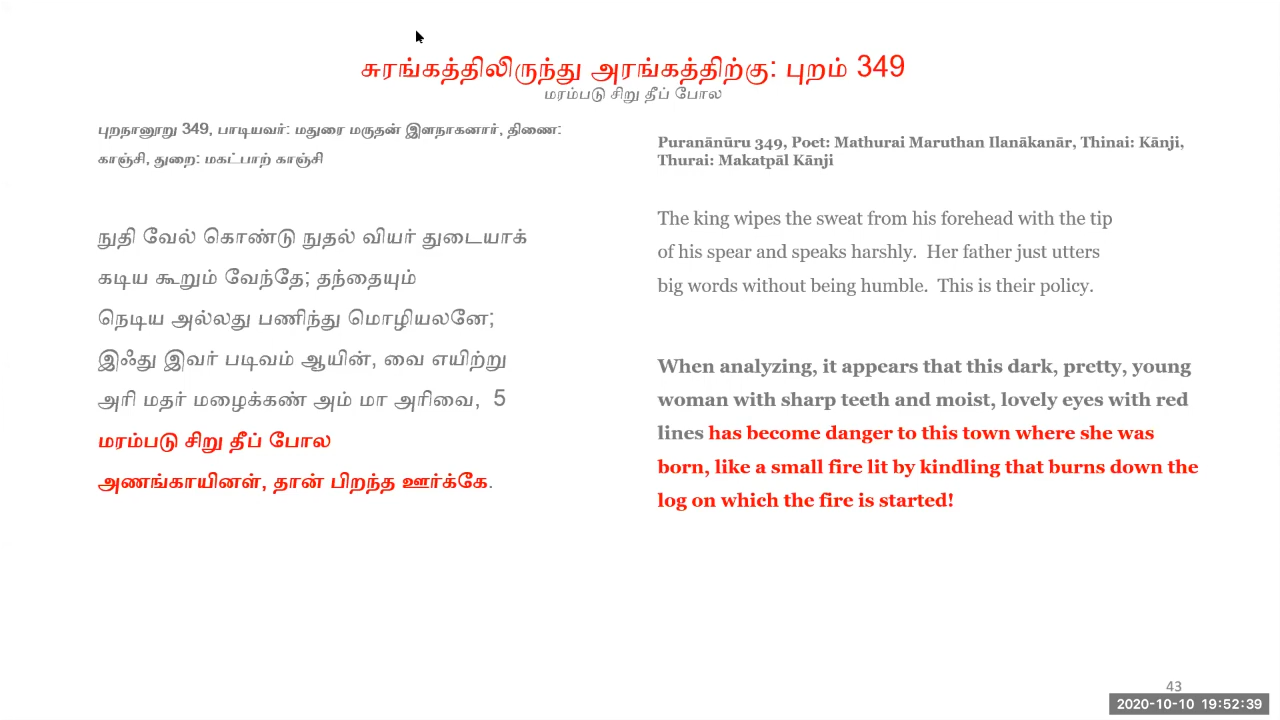 சுரங்கத்திலிருந்து அரங்கத்திற்கு: புறம் 349
மரம்படு சிறு தீப் போல
புறநானூறு 349, பாடியவர்: மதுரை மருதன் இளநாகனார், திணை:
காஞ்சி, துறை: மகட்பாற் காஞ்சி
நுதி வேல் கொண்டு நுதல் வியர் துடையாக்
கடிய கூறும் வேந்தே; தந்தையும்
நெடிய அல்லது பணிந்து மொழியலனே;
இஃது இவர் படிவம் ஆயின், வை எயிற்று
அரி மதர் மழைக்கண் அம் மா அரிவை, 5
மரம்படு சிறு தீப் போல
அணங்காயினள், தான் பிறந்த ஊர்க்கே.
Puranānūru 349, Poet: Mathurai Maruthan Ilanākanār, Thinai: Kānji,
Thurai: Makatpāl Kānji
The king wipes the sweat from his forehead with the tip
of his spear and speaks harshly. Her father just utters
big words without being humble. This is their policy.
When analyzing, it appears that this dark, pretty, young
woman with sharp teeth and moist, lovely eyes with red
lines has become danger to this town where she was
born, like a small fire lit by kindling that burns down the
log on which the fire is started!
43
2020-10-10 19:52:39